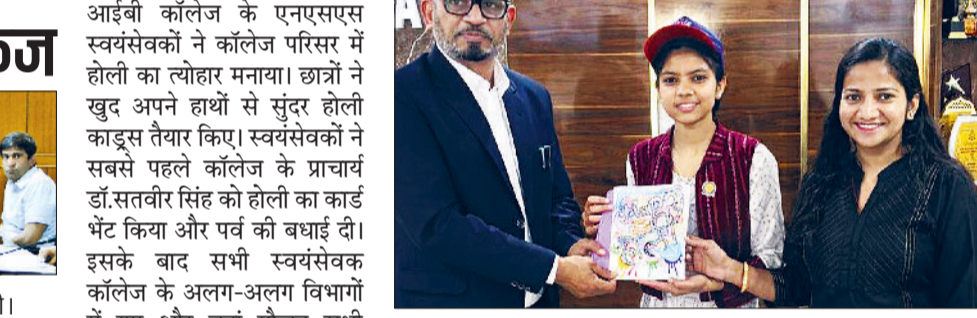 कज
आईबी कॉलेज के एनएसएस
स्वयंसेवकों ने कॉलेज परिसर में
होली का त्योहार मनाया। छात्रों ने
खुद अपने हाथों से सुंदर होली
काड्र्स तैयार किए। स्वयंसेवकों ने
सबसे पहले कॉलेज के प्राचार्य
डॉ.सतवीर सिंह को होली का कार्ड
भेंट किया और पर्व की बधाई दी।
इसके बाद सभी स्वयंसेवक
कॉलेज के अलग-अलग विभागों